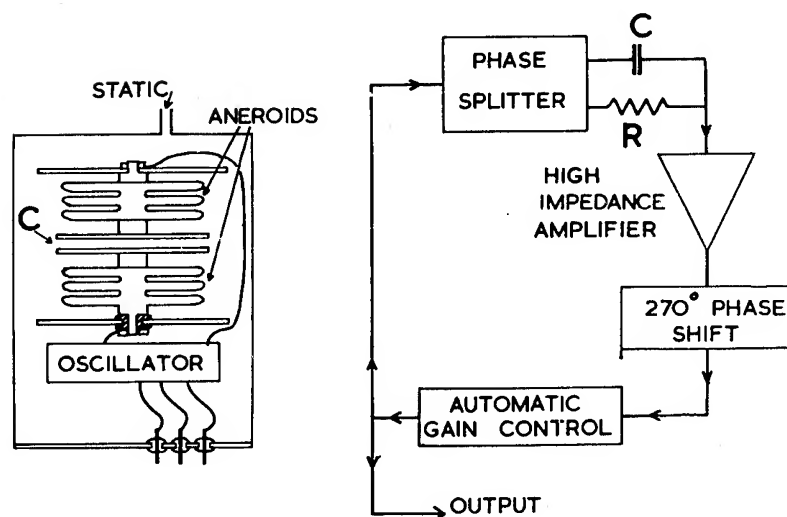 STATIC
ANEROIDS
C
OSCILLATOR
PHASE
SPLITTER
C
R
HIGH
IMPEDANCE
AMPLIFIER
270° PHASE
SHIFT
AUTOMATIC
GAIN CONTROL
OUTPUT